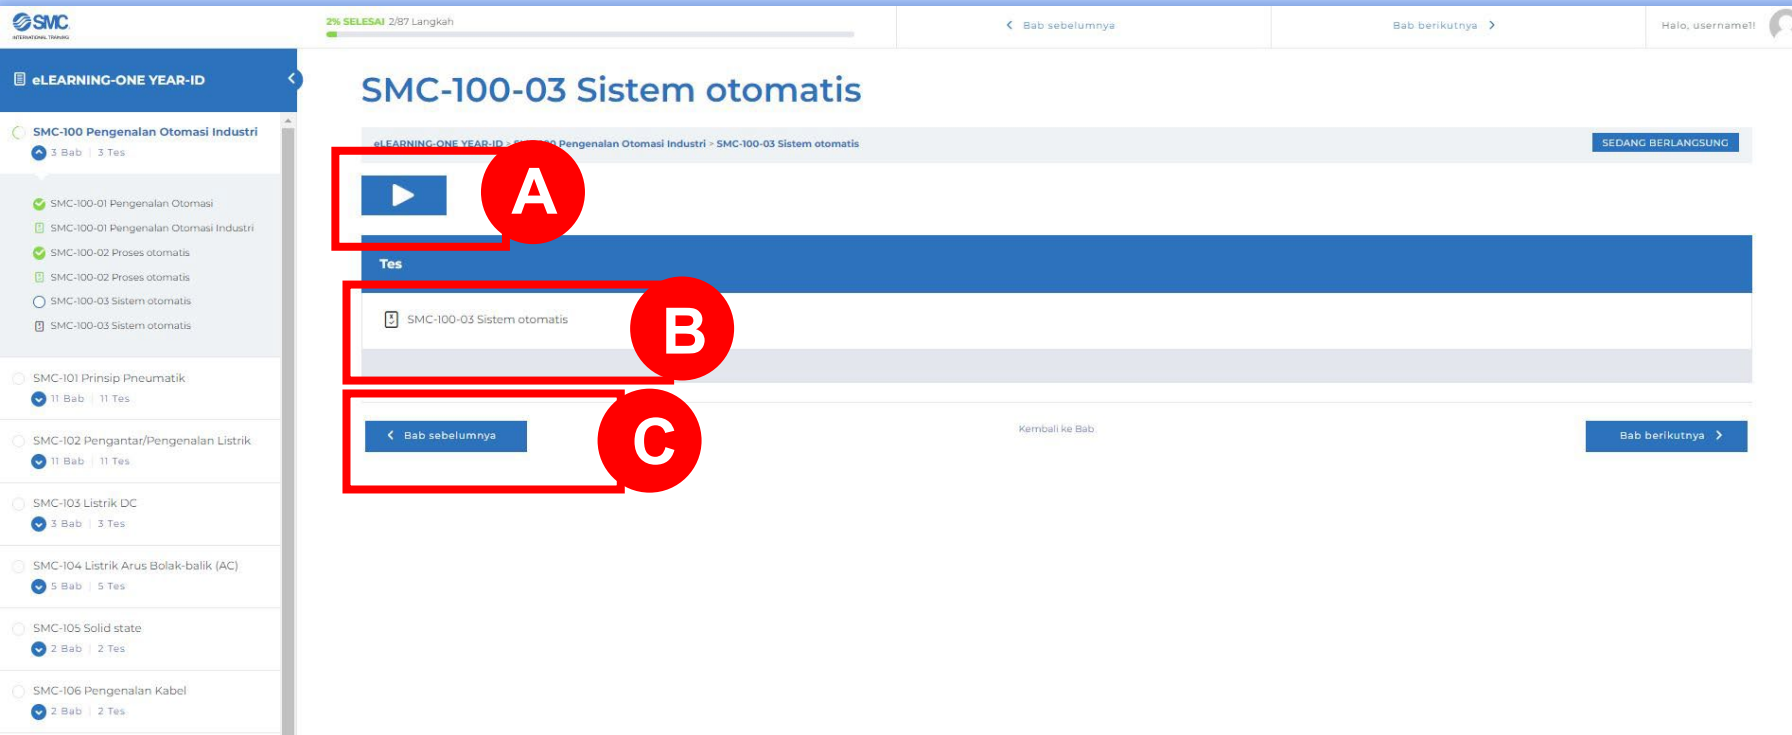 SMC
INTERNATIONAL TRAINING
2% SELESAI 2/87 Langkah
Bab sebelumnya
Bab berikutnya
Halo, username1!
eLEARNING-ONE YEAR-ID
SMC-100 Pengenalan Otomasi Industri
3 Bab | 3 Tes
SMC-100-01 Pengenalan Otomasi
SMC-100-01 Pengenalan Otomasi Industri
SMC-100-02 Proses otomatis
SMC-100-02 Proses otomatis
SMC-100-03 Sistem otomatis
SMC-100-03 Sistem otomatis
SMC-101 Prinsip Pneumatik
11 Bab | 11 Tes
SMC-102 Pengantar/Pengenalan Listrik
11 Bab | 11 Tes
SMC-103 Listrik DC
3 Bab | 3 Tes
SMC-104 Listrik Arus Bolak-balik (AC)
5 Bab | 5 Tes
SMC-105 Solid state
2 Bab | 2 Tes
SMC-106 Pengenalan Kabel
2 Bab | 2 Tes
SMC-100-03 Sistem otomatis
eLEARNING-ONE YEAR-ID > Pengenalan Otomasi Industri > SMC-100-03 Sistem otomatis
SEDANG BERLANGSUNG
A
Tes
SMC-100-03 Sistem otomatis
B
Bab sebelumnya
C
Kembali ke Bab
Bab berikutnya